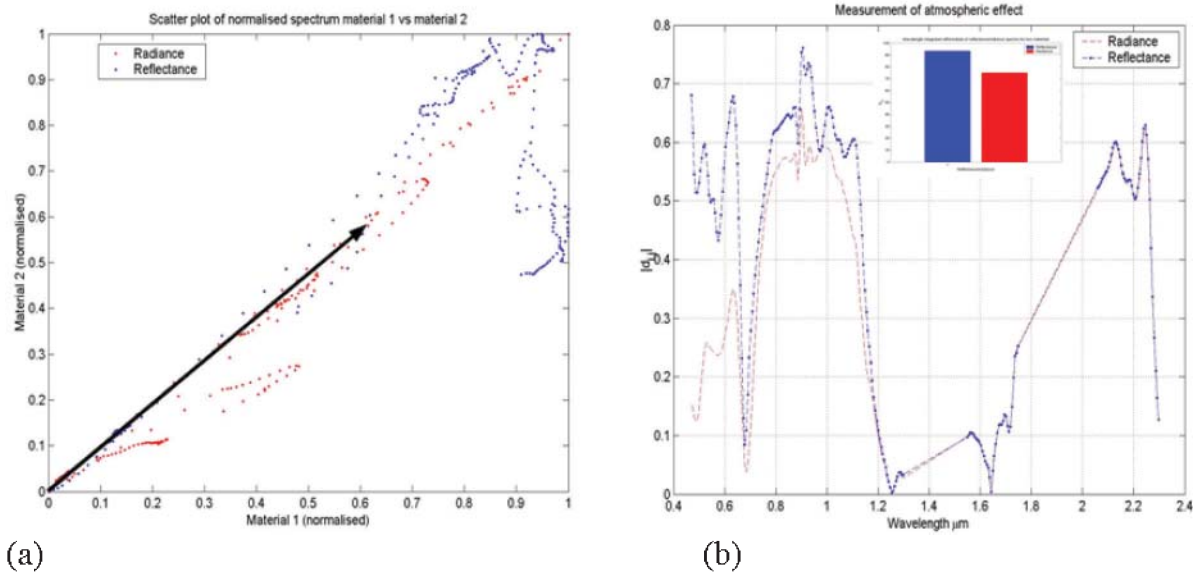 Scatter plot of normalised spectrum material 1 vs material 2
Radiance
Reflectance
Material 2 (normalised)
1
0.9
0.8
0.7
0.6
0.5
0.4
0.3
0.2
0.1
0
0 0.1 0.2 0.3 0.4 0.5 0.6 0.7 0.8 0.9 1
Material 1 (normalised)
(a)
Measurement of atmospheric effect
Radiance
Reflectance
0.8
0.7
0.6
0.5
0.4
0.3
0.2
0.1
0
0.4 0.6 0.8 1 1.2 1.4 1.6 1.8 2 2.2 2.4
Wavelength μm
(b)